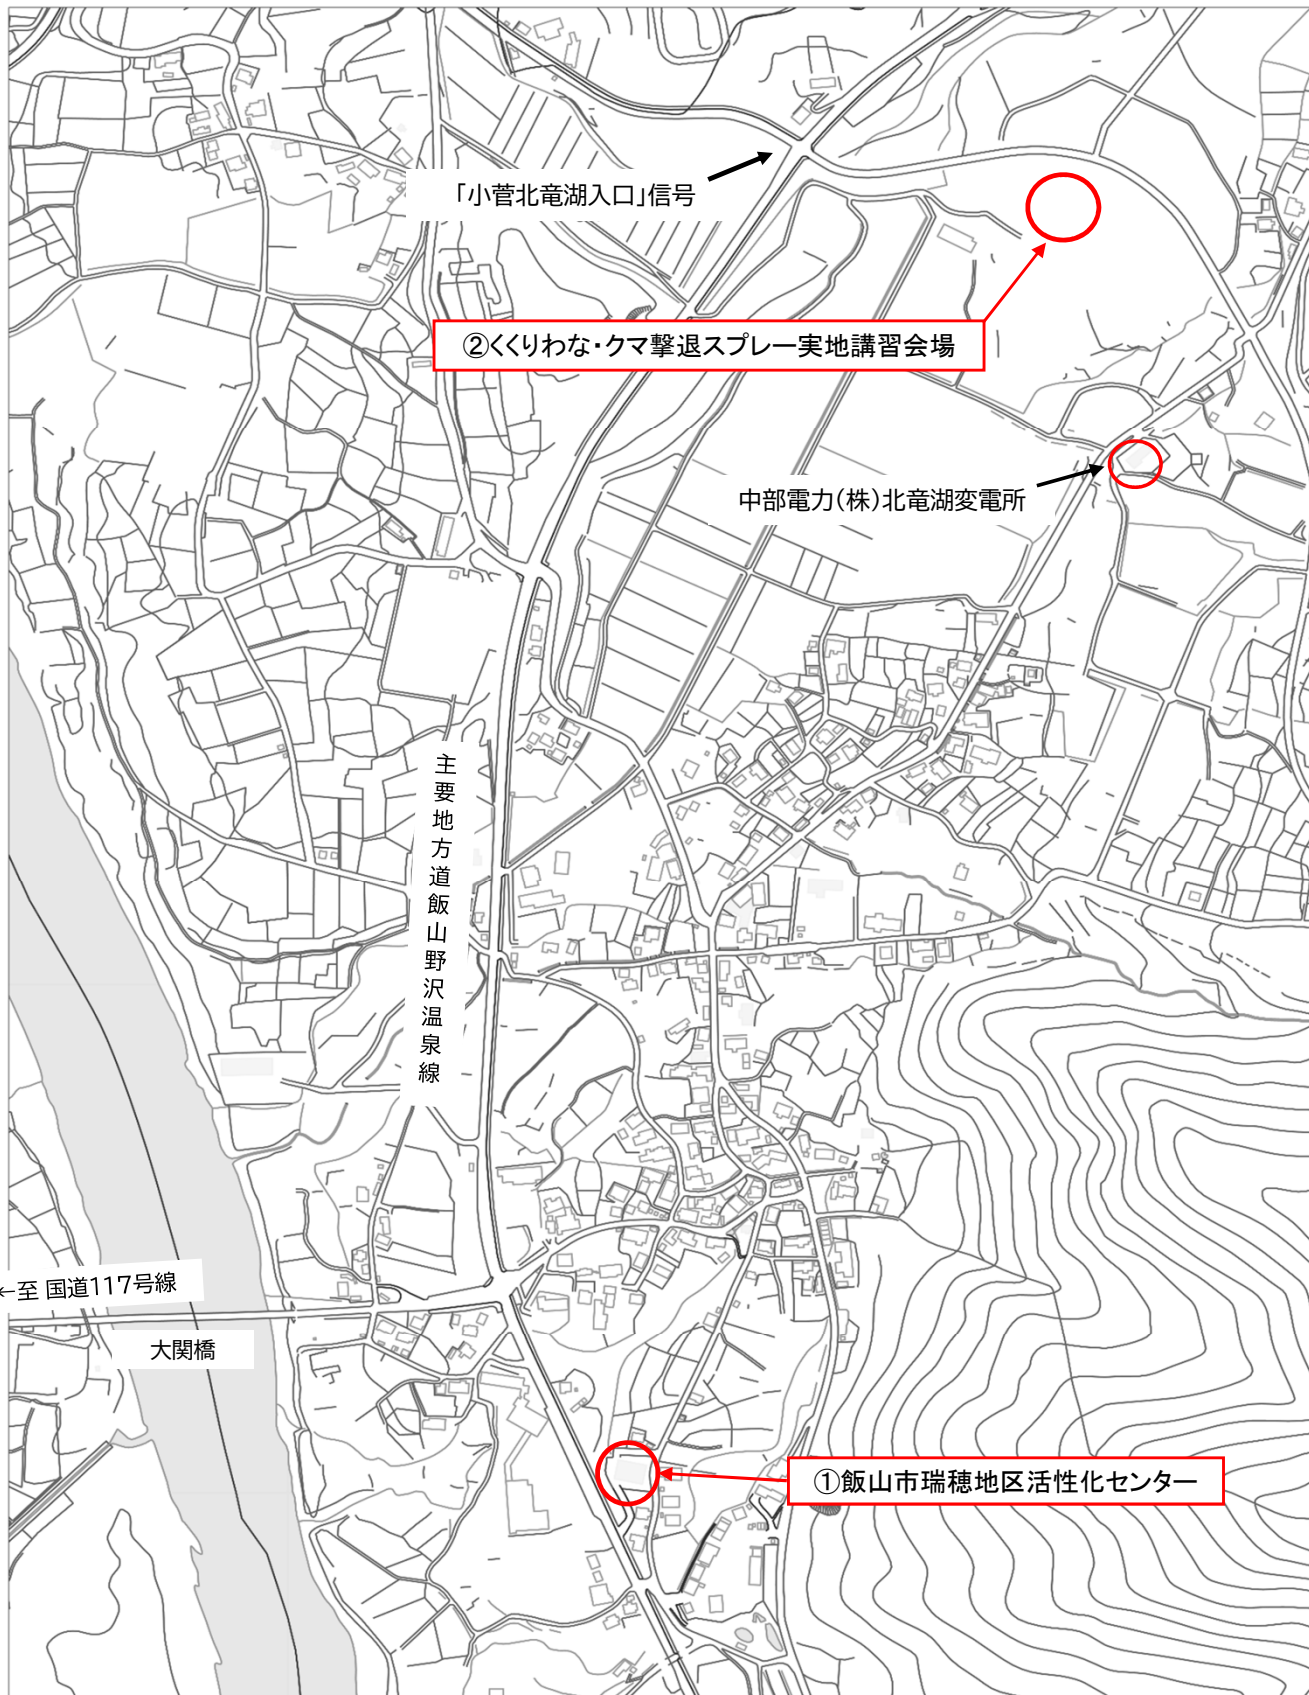 「小菅北竜湖入口」信号
②くくりわな・クマ撃退スプレー実地講習会場
中部電力(株)北竜湖変電所
主要地方道飯山野沢温泉線
←至 国道117号線
大関橋
①飯山市瑞穂地区活性化センター